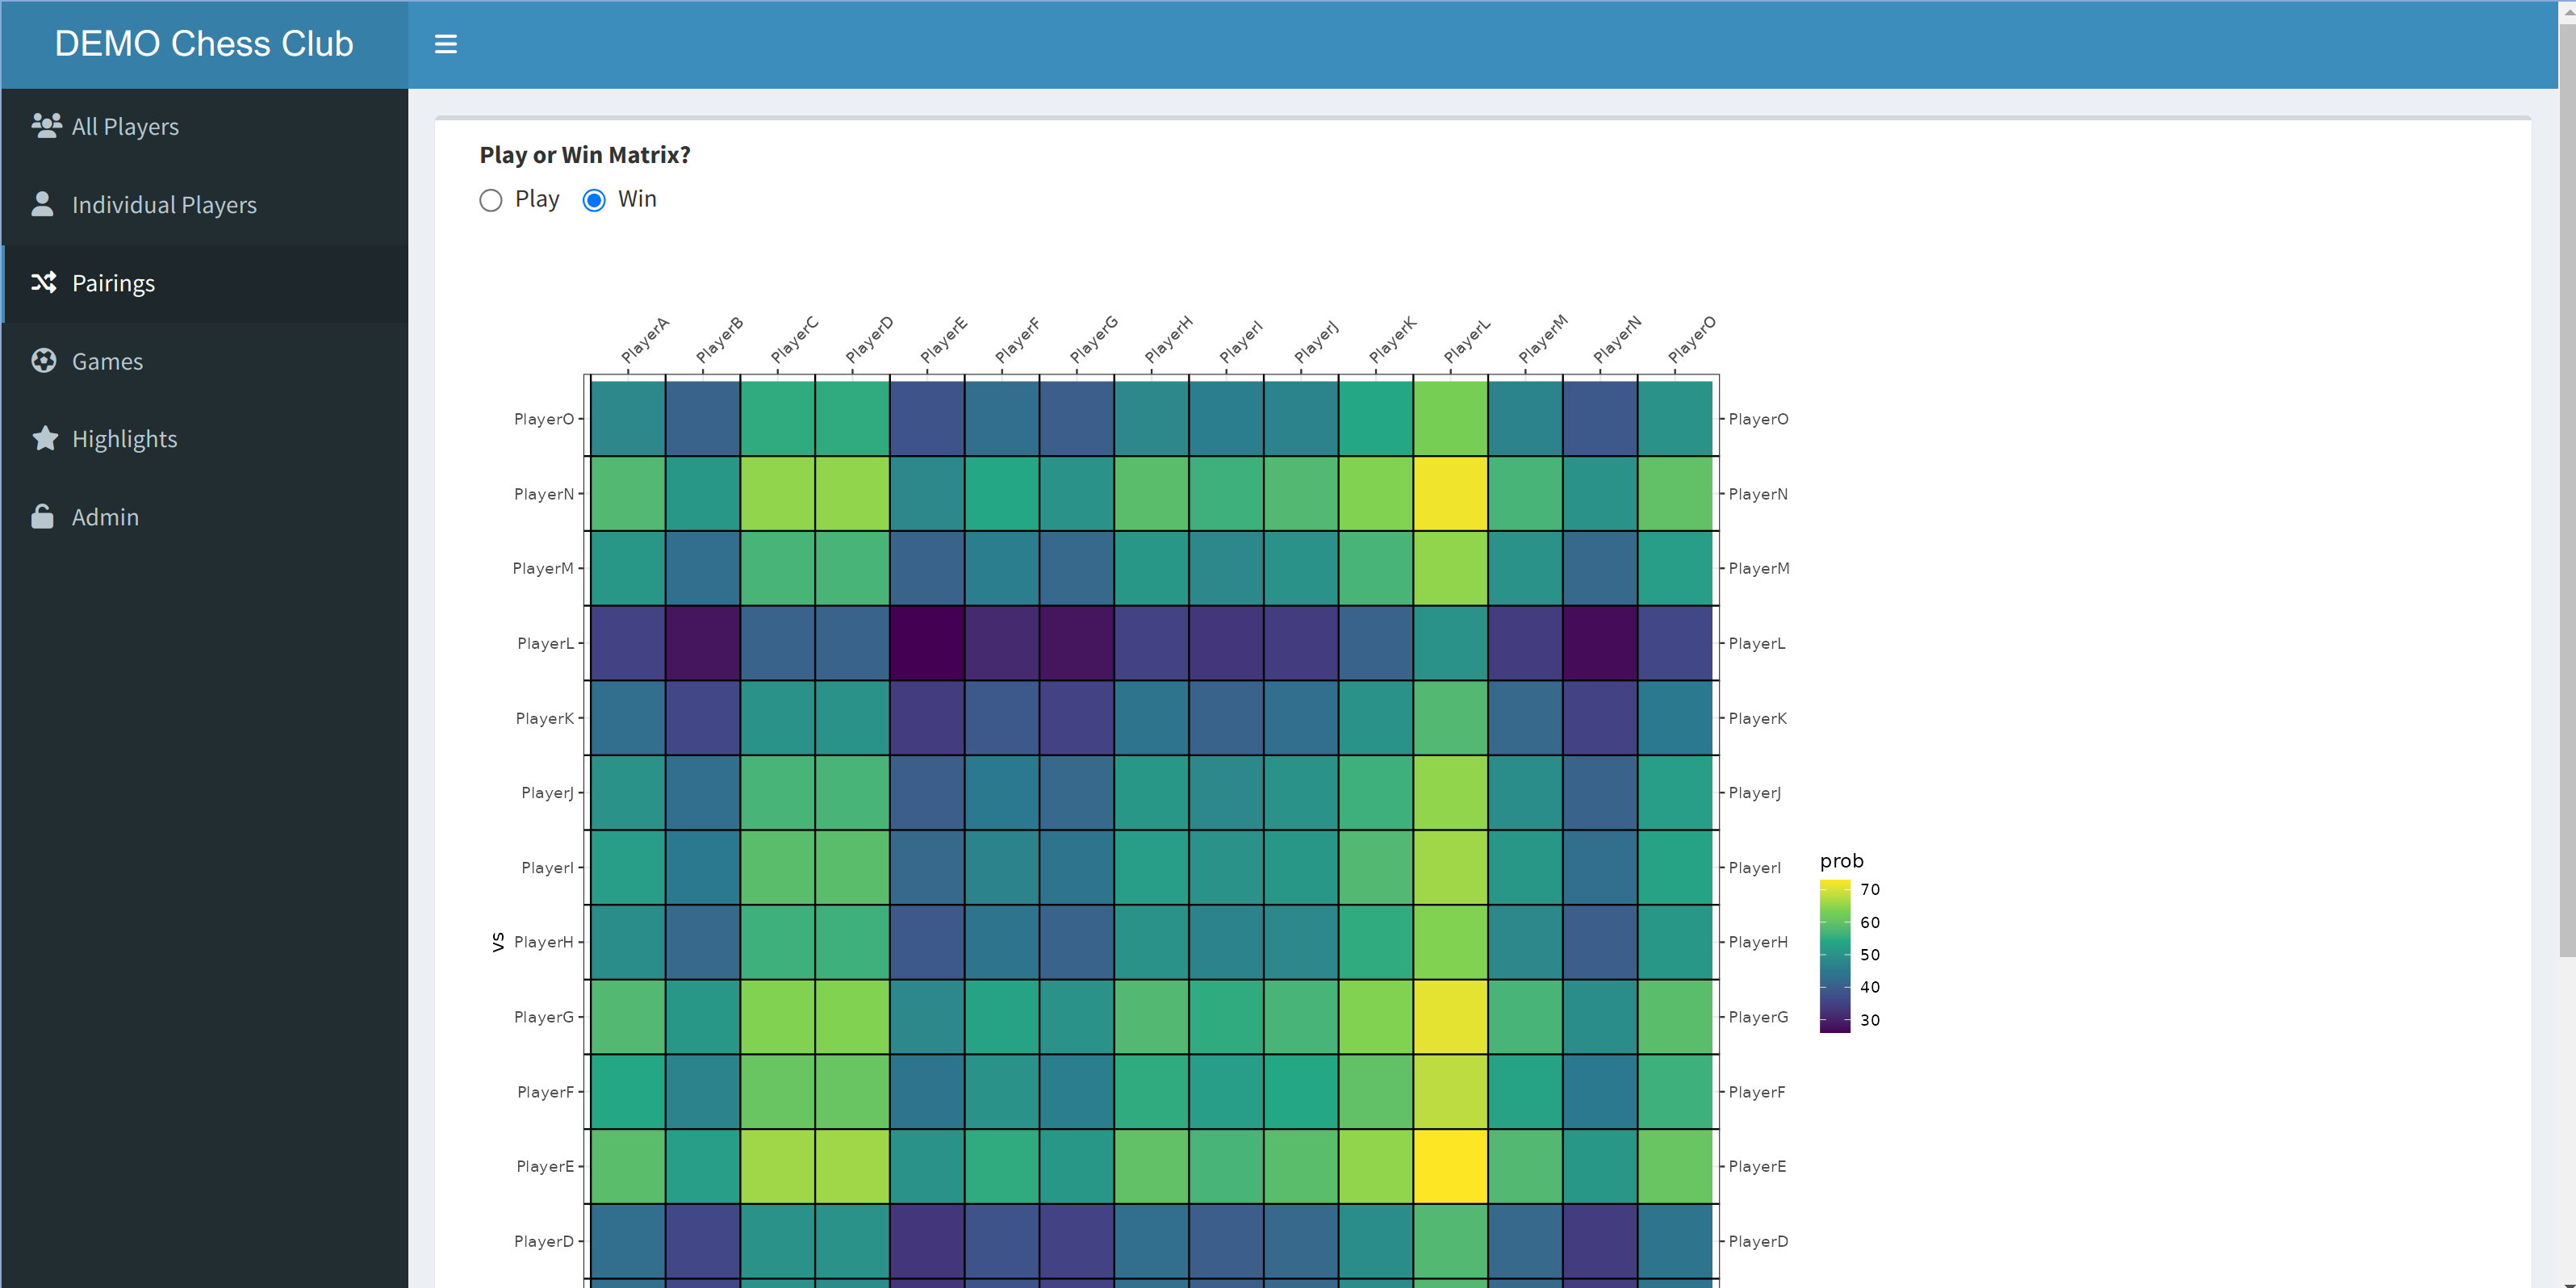 DEMO Chess Club
All Players
Individual Players
Pairings
Games
Highlights
Admin
Play or Win Matrix?
Play Win
PlayerA PlayerB PlayerC PlayerD PlayerE PlayerF PlayerG PlayerH PlayerI PlayerJ PlayerK PlayerL PlayerM PlayerN PlayerO
PlayerO PlayerO
PlayerN PlayerN
PlayerM PlayerM
PlayerL PlayerL
PlayerK PlayerK
PlayerJ PlayerJ
PlayerI PlayerI
vs PlayerH PlayerH
PlayerG PlayerG
PlayerF PlayerF
PlayerE PlayerE
PlayerD PlayerD
prob
70
60
50
40
30